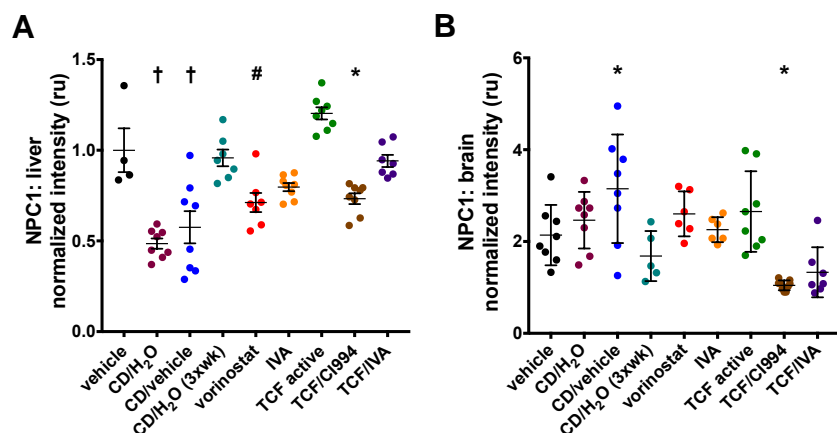 A
NPC1: liver
normalized intensity (ru)
1.5
1.0
0.5
0.0
† † # *
vehicle
CD/H₂O
CD/vehicle
CD/H₂O (3xwk)
vorinostat
IVA
TCF active
TCF/CI994
TCF/IVA
B
NPC1: brain
normalized intensity (ru)
6
4
2
0
* *
vehicle
CD/H₂O
CD/vehicle
CD/H₂O (3xwk)
vorinostat
IVA
TCF active
TCF/CI994
TCF/IVA